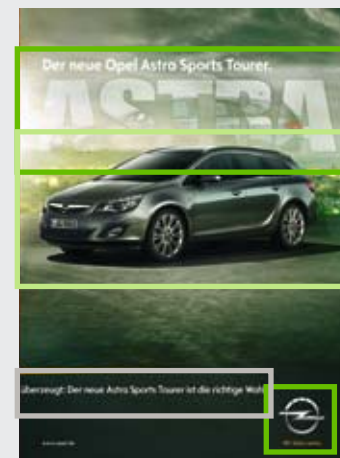 Der neue Opel Astra Sports Tourer.
ASTRA
überzeugt: Der neue Astra Sports Tourer ist die richtige Wahl